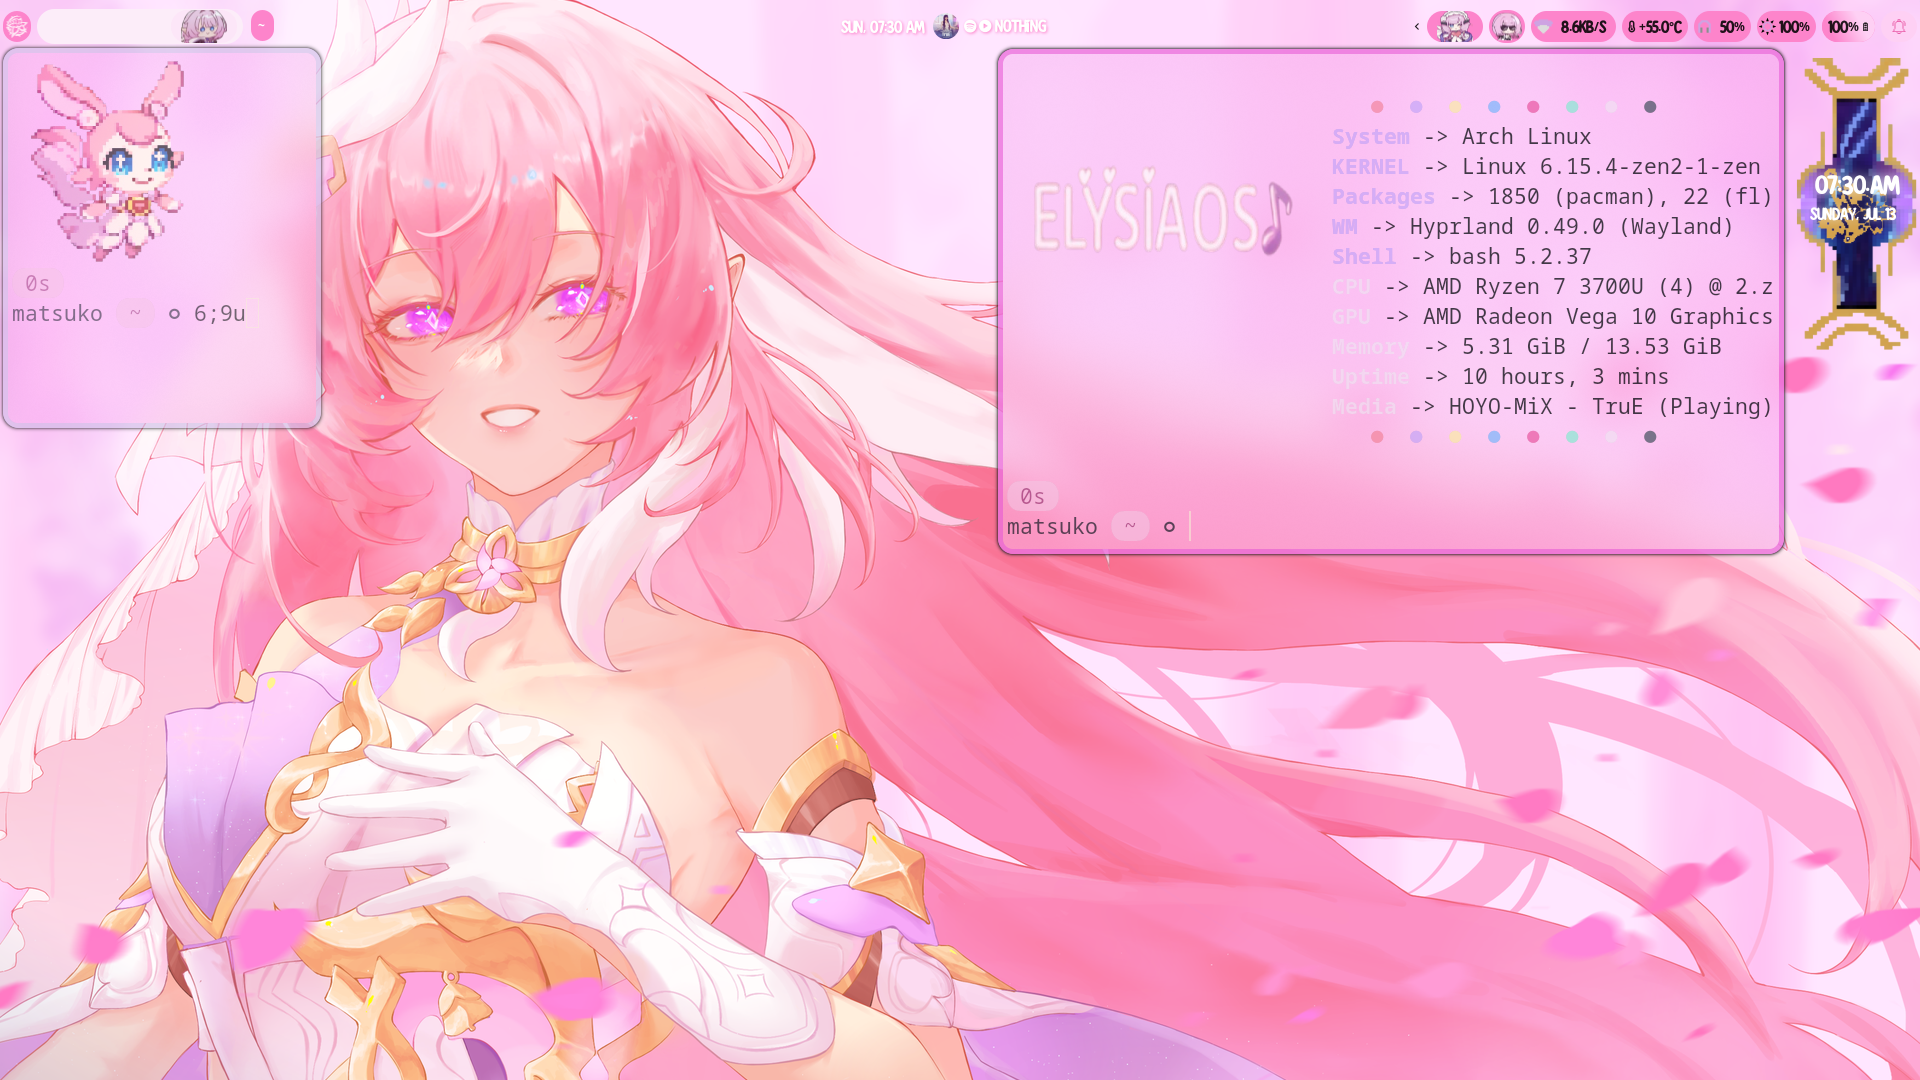 ~
SUN. 07:30 AM NOTHING
8.6KB/S +55.0°C 50% 100% 100%
0s
matsuko ~ 6;9u
ELYSIAOS
System -> Arch Linux
KERNEL -> Linux 6.15.4-zen2-1-zen
Packages -> 1850 (pacman), 22 (fl)
WM -> Hyprland 0.49.0 (Wayland)
Shell -> bash 5.2.37
CPU -> AMD Ryzen 7 3700U (4) @ 2.z
GPU -> AMD Radeon Vega 10 Graphics
Memory -> 5.31 GiB / 13.53 GiB
Uptime -> 10 hours, 3 mins
Media -> HOYO-MiX - TruE (Playing)
0s
matsuko ~
07:30 AM
SUNDAY, JUL 13